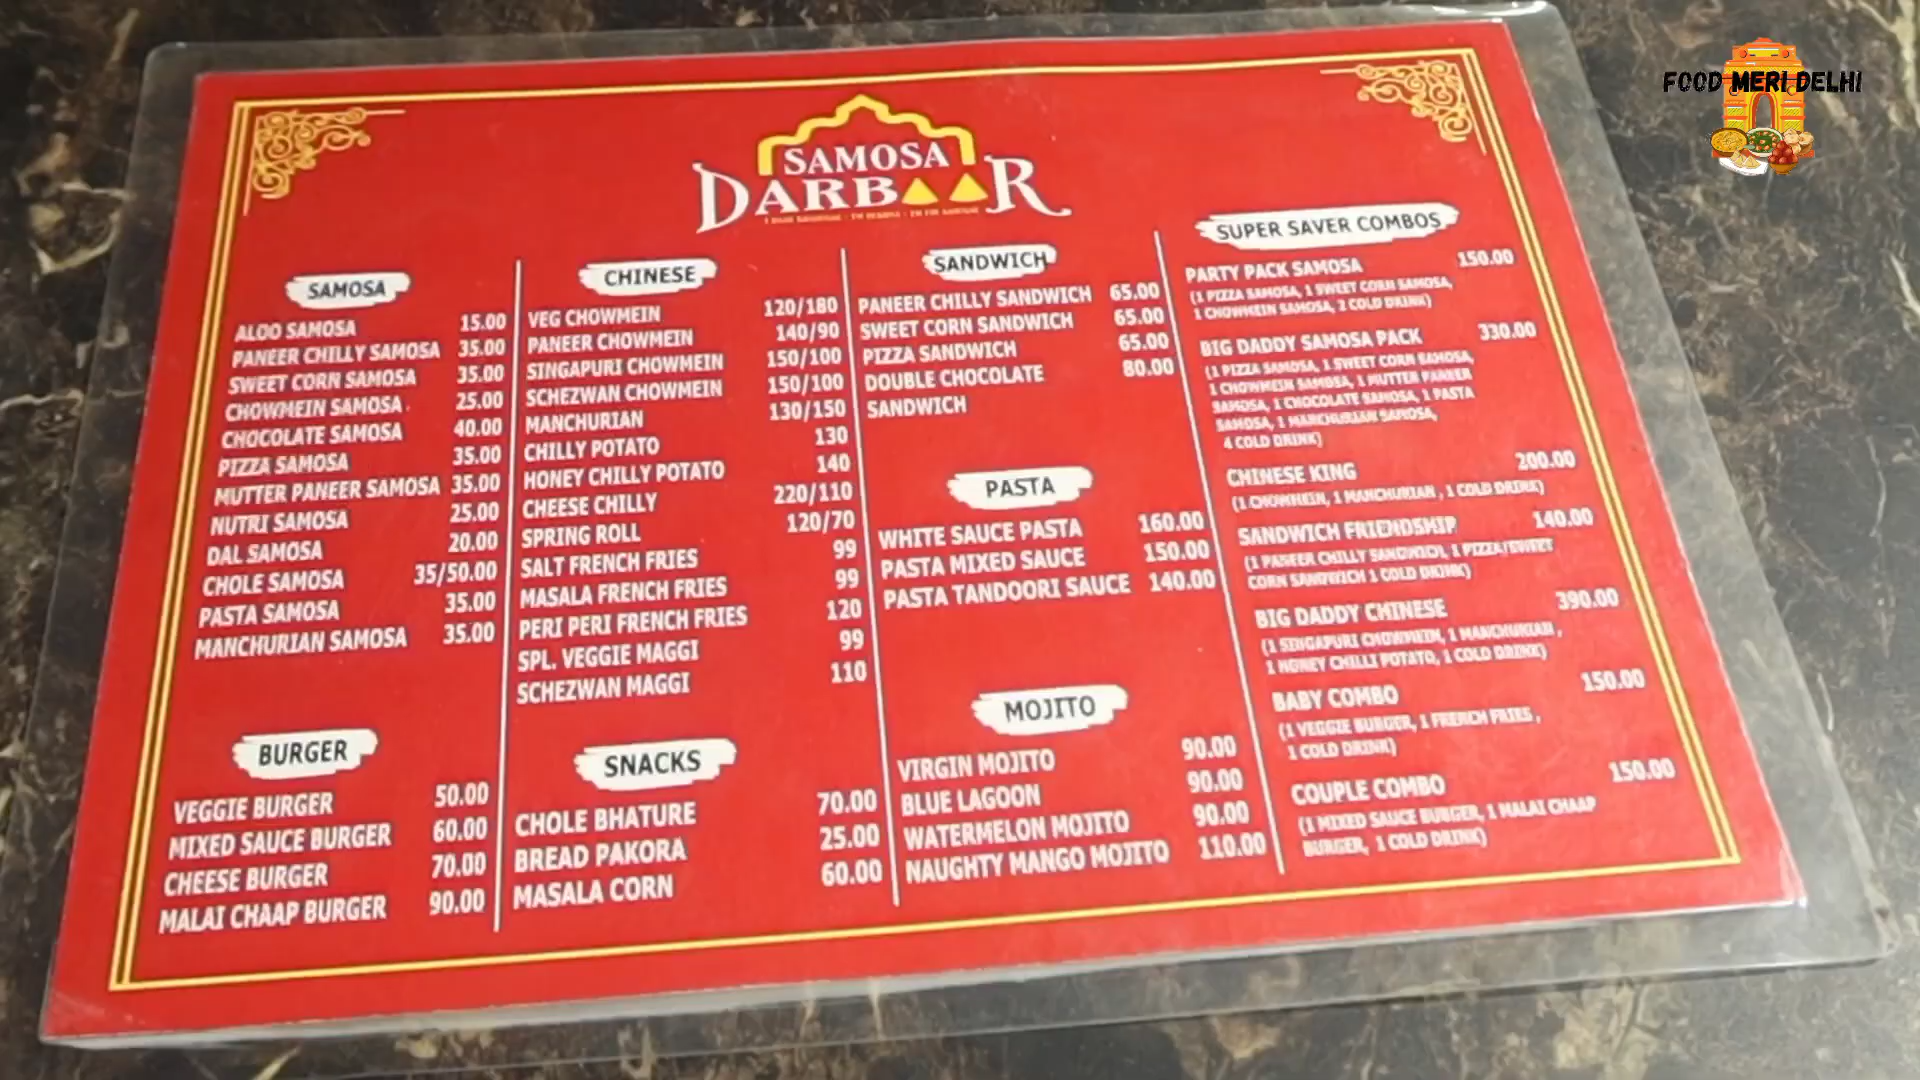 FOOD MERI DELHI
SAMOSA
DARBAAR
SAMOSA
ALOO SAMOSA 15.00
PANEER CHILLY SAMOSA 35.00
SWEET CORN SAMOSA 35.00
CHOWMEIN SAMOSA 25.00
CHOCOLATE SAMOSA 40.00
PIZZA SAMOSA 35.00
MUTTER PANEER SAMOSA 35.00
NUTRI SAMOSA 25.00
DAL SAMOSA 20.00
CHOLE SAMOSA 35/50.00
PASTA SAMOSA 35.00
MANCHURIAN SAMOSA 35.00
BURGER
VEGGIE BURGER 50.00
MIXED SAUCE BURGER 60.00
CHEESE BURGER 70.00
MALAI CHAAP BURGER 90.00
CHINESE
VEG CHOWMEIN 120/180
PANEER CHOWMEIN 140/90
SINGAPURI CHOWMEIN 150/100
SCHEZWAN CHOWMEIN 150/100
MANCHURIAN 130/150
CHILLY POTATO 130
HONEY CHILLY POTATO 140
CHEESE CHILLY 220/110
SPRING ROLL 120/70
SALT FRENCH FRIES 99
MASALA FRENCH FRIES 99
PERI PERI FRENCH FRIES 120
SPL. VEGGIE MAGGI 99
SCHEZWAN MAGGI 110
SNACKS
CHOLE BHATURE 70.00
BREAD PAKORA 25.00
MASALA CORN 60.00
SANDWICH
PANEER CHILLY SANDWICH 65.00
SWEET CORN SANDWICH 65.00
PIZZA SANDWICH 65.00
DOUBLE CHOCOLATE 80.00
SANDWICH
PASTA
WHITE SAUCE PASTA 160.00
PASTA MIXED SAUCE 150.00
PASTA TANDOORI SAUCE 140.00
MOJITO
VIRGIN MOJITO 90.00
BLUE LAGOON 90.00
WATERMELON MOJITO 90.00
NAUGHTY MANGO MOJITO 110.00
SUPER SAVER COMBOS
PARTY PACK SAMOSA 150.00
(1 PIZZA SAMOSA, 1 SWEET CORN SAMOSA,
1 CHOWMEIN SAMOSA, 2 COLD DRINK)
BIG DADDY SAMOSA PACK 330.00
(1 PIZZA SAMOSA, 1 SWEET CORN SAMOSA,
1 CHOWMEIN SAMOSA, 1 MUTTER PANEER
SAMOSA, 1 CHOCOLATE SAMOSA, 1 PASTA
SAMOSA, 1 MANCHURIAN SAMOSA,
4 COLD DRINK)
CHINESE KING 200.00
(1 CHOWMEIN, 1 MANCHURIAN , 1 COLD DRINK)
SANDWICH FRIENDSHIP 140.00
(1 PANEER CHILLY SANDWICH, 1 PIZZA/SWEET
CORN SANDWICH 1 COLD DRINK)
BIG DADDY CHINESE 390.00
(1 SINGAPURI CHOWMEIN, 1 MANCHURIAN ,
1 HONEY CHILLI POTATO, 1 COLD DRINK)
BABY COMBO 150.00
(1 VEGGIE BURGER, 1 FRENCH FRIES ,
1 COLD DRINK)
COUPLE COMBO 150.00
(1 MIXED SAUCE BURGER, 1 MALAI CHAAP
BURGER, 1 COLD DRINK)